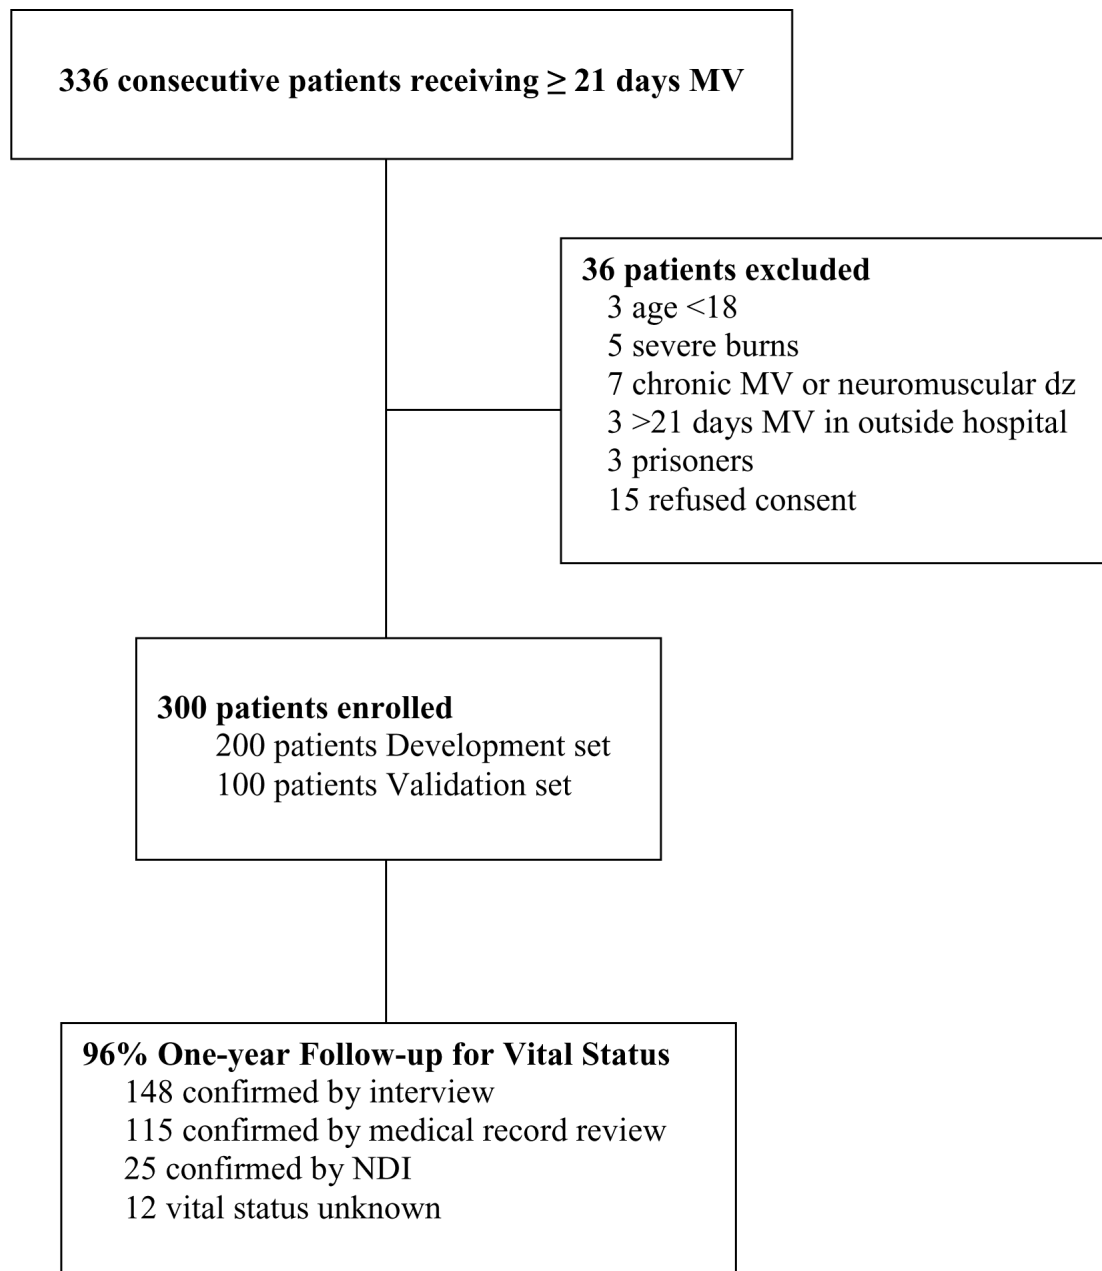 336 consecutive patients receiving ≥ 21 days MV
36 patients excluded
3 age <18
5 severe burns
7 chronic MV or neuromuscular dz
3 >21 days MV in outside hospital
3 prisoners
15 refused consent
300 patients enrolled
200 patients Development set
100 patients Validation set
96% One-year Follow-up for Vital Status
148 confirmed by interview
115 confirmed by medical record review
25 confirmed by NDI
12 vital status unknown